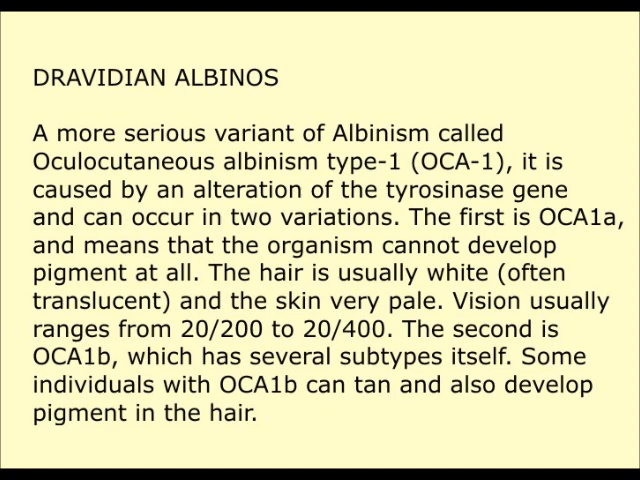 DRAVIDIAN ALBINOS
A more serious variant of Albinism called
Oculocutaneous albinism type-1 (OCA-1), it is
caused by an alteration of the tyrosinase gene
and can occur in two variations. The first is OCA1a,
and means that the organism cannot develop
pigment at all. The hair is usually white (often
translucent) and the skin very pale. Vision usually
ranges from 20/200 to 20/400. The second is
OCA1b, which has several subtypes itself. Some
individuals with OCA1b can tan and also develop
pigment in the hair.